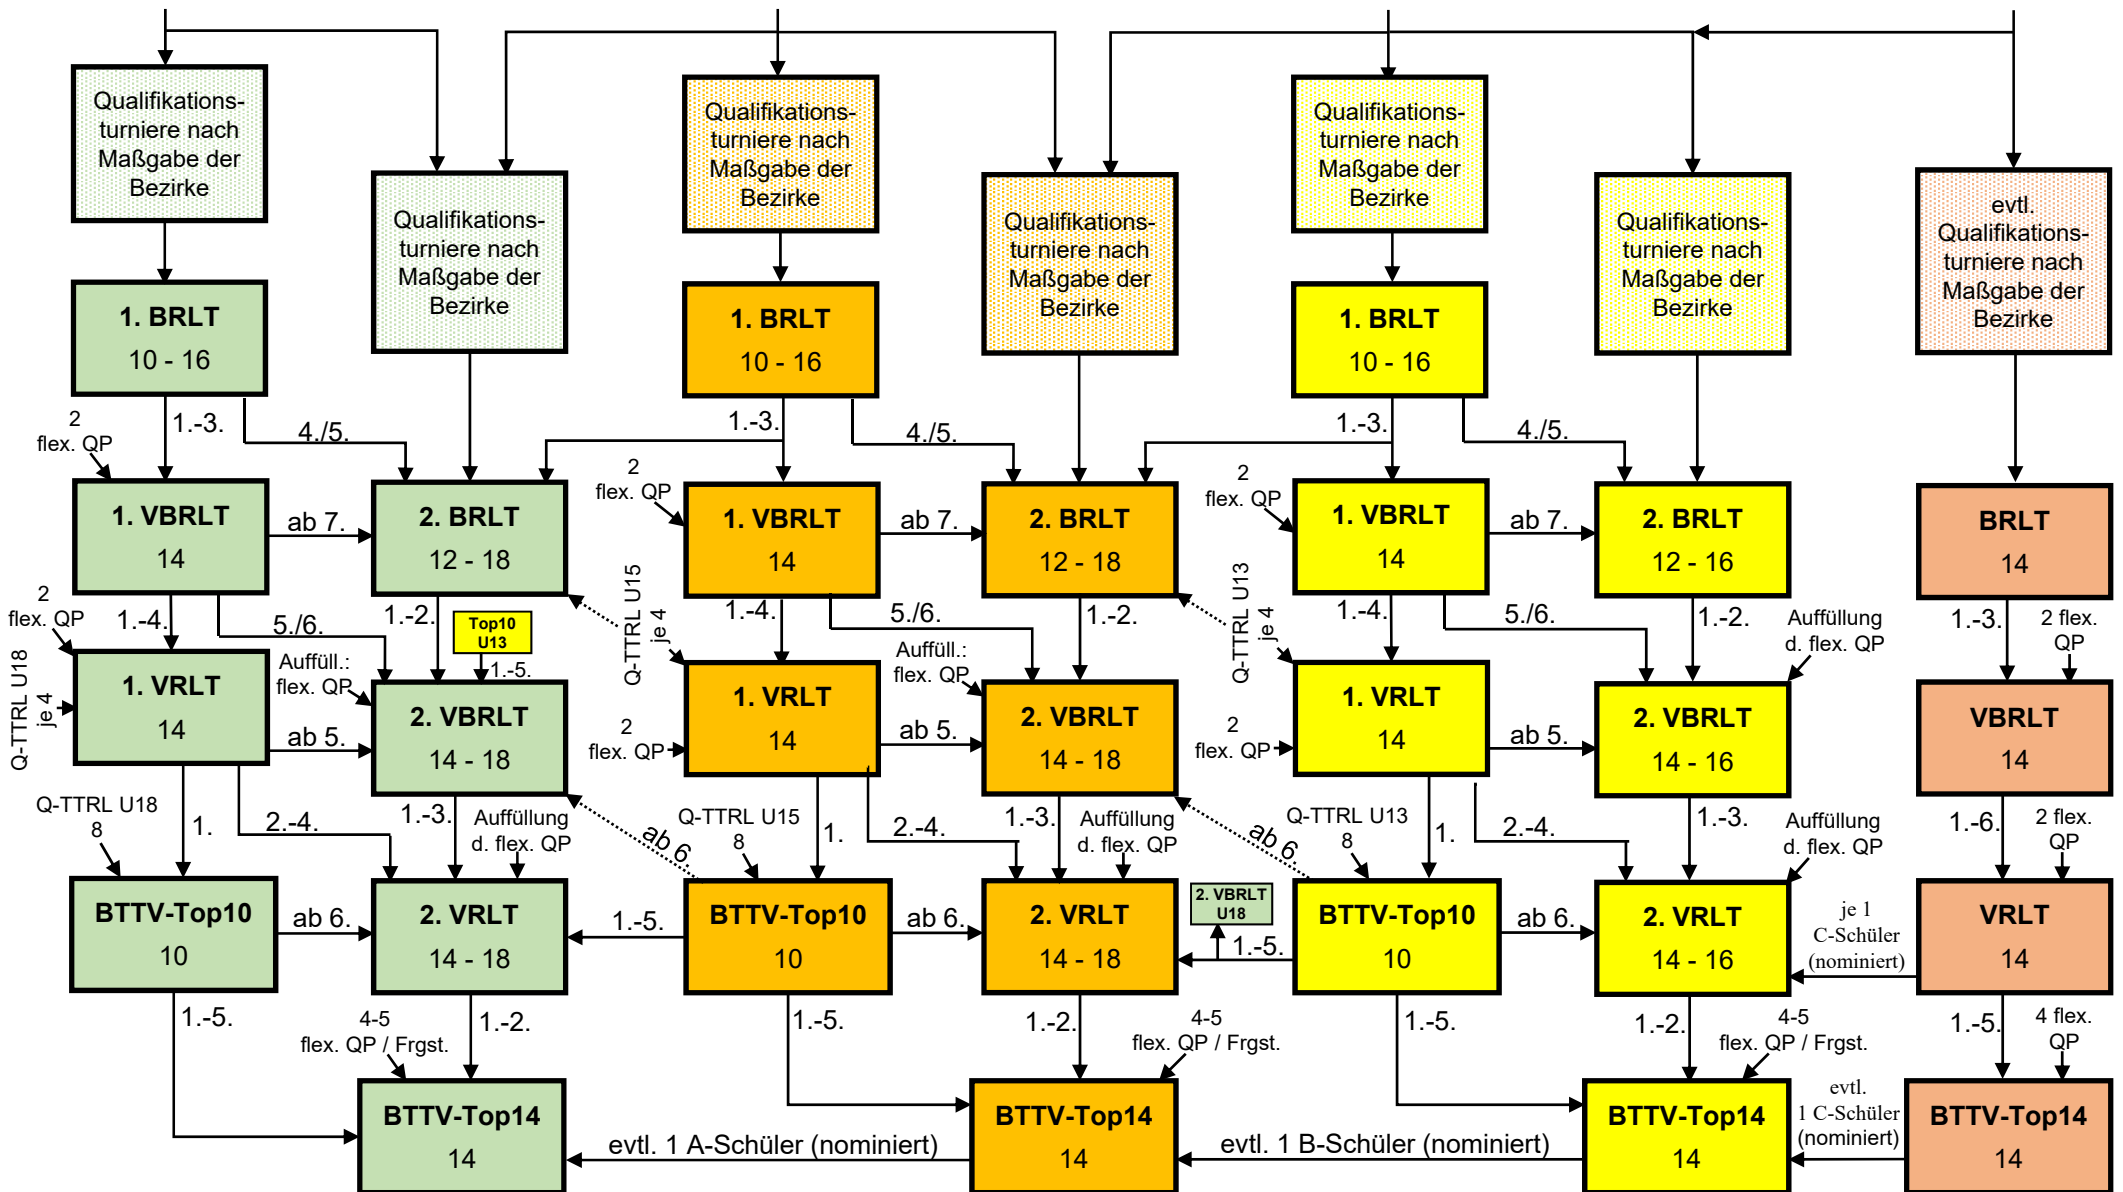 Qualifikations-
turniere nach
Maßgabe der
Bezirke
Qualifikations-
turniere nach
Maßgabe der
Bezirke
Qualifikations-
turniere nach
Maßgabe der
Bezirke
Qualifikations-
turniere nach
Maßgabe der
Bezirke
Qualifikations-
turniere nach
Maßgabe der
Bezirke
Qualifikations-
turniere nach
Maßgabe der
Bezirke
evtl.
Qualifikations-
turniere nach
Maßgabe der
Bezirke
1. BRLT
10 - 16
1. BRLT
10 - 16
1. BRLT
10 - 16
2
flex. QP
1.-3.
4./5.
1.-3.
4./5.
1.-3.
4./5.
2
flex. QP
2
flex. QP
1. VBRLT
14
ab 7.
2. BRLT
12 - 18
1. VBRLT
14
ab 7.
2. BRLT
12 - 18
1. VBRLT
14
ab 7.
2. BRLT
12 - 16
BRLT
14
2
flex. QP
1.-4.
5./6.
1.-2.
Top10
U13
1.-5.
Q-TTRL U15
je 4
1.-4.
5./6.
1.-2.
Q-TTRL U13
je 4
1.-4.
5./6.
1.-2.
Auffüllung
d. flex. QP
1.-3.
2 flex.
QP
Q-TTRL U18
je 4
Auffüll.:
flex. QP
Auffüll.:
flex. QP
1. VRLT
14
ab 5.
2. VBRLT
14 - 18
2
flex. QP
1. VRLT
14
ab 5.
2. VBRLT
14 - 18
2
flex. QP
1. VRLT
14
ab 5.
2. VBRLT
14 - 16
VBRLT
14
Q-TTRL U18
8
1.
2.-4.
1.-3.
Auffüllung
d. flex. QP
ab 6.
Q-TTRL U15
8
1.
2.-4.
1.-3.
Auffüllung
d. flex. QP
ab 6.
Q-TTRL U13
8
1.
2.-4.
1.-3.
Auffüllung
d. flex. QP
1.-6.
2 flex.
QP
BTTV-Top10
10
ab 6.
2. VRLT
14 - 18
1.-5.
BTTV-Top10
10
ab 6.
2. VRLT
14 - 18
2. VBRLT
U18
1.-5.
BTTV-Top10
10
ab 6.
2. VRLT
14 - 16
je 1
C-Schüler
(nominiert)
VRLT
14
1.-5.
4-5
flex. QP / Frgst.
1.-2.
1.-5.
1.-2.
4-5
flex. QP / Frgst.
1.-5.
1.-2.
4-5
flex. QP / Frgst.
1.-5.
4 flex.
QP
BTTV-Top14
14
evtl. 1 A-Schüler (nominiert)
BTTV-Top14
14
evtl. 1 B-Schüler (nominiert)
BTTV-Top14
14
evtl.
1 C-Schüler
(nominiert)
BTTV-Top14
14